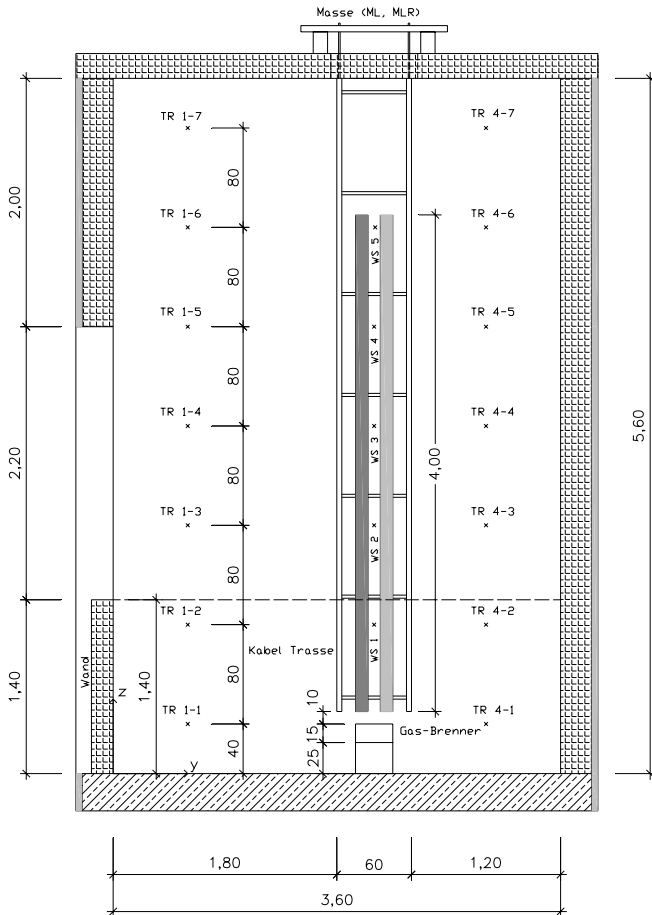 Masse (ML, MLR)
TR 1-7
TR 4-7
80
2,00
TR 1-6
TR 4-6
WS 5
80
TR 1-5
TR 4-5
WS 4
80
TR 1-4
TR 4-4
5,60
WS 3
4,00
2,20
80
TR 1-3
TR 4-3
WS 2
80
TR 1-2
TR 4-2
WS 1
Kabel Trasse
Wand
1,40
1,40
80
z
10
TR 1-1
TR 4-1
Gas-Brenner
15
40
25
y
1,80
60
1,20
3,60